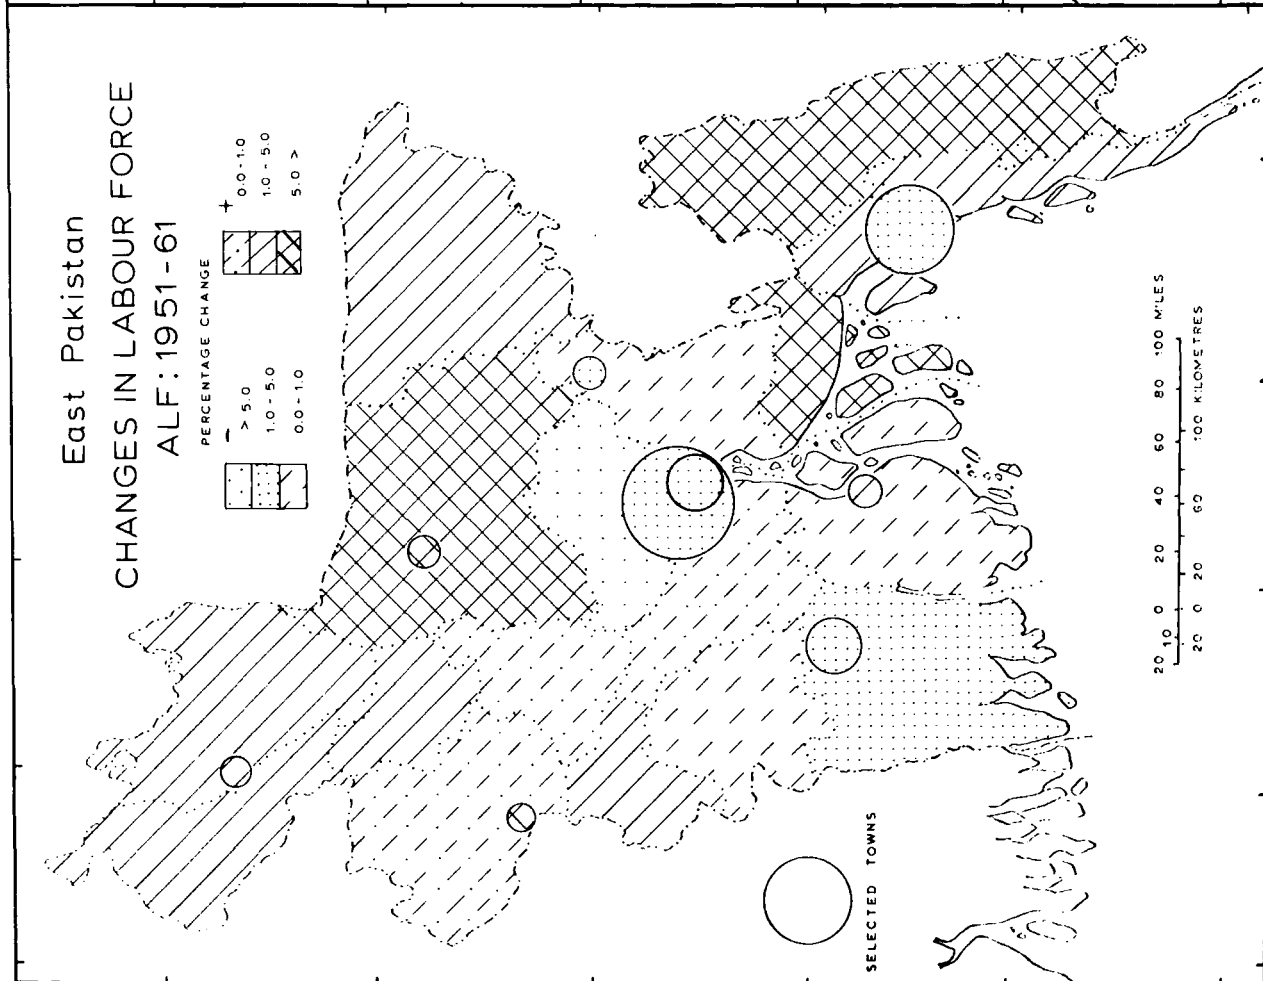 East Pakistan
CHANGES IN LABOUR FORCE
ALF:1951-61
PERCENTAGE CHANGE
−
> 5.0
1.0-5.0
0.0-1.0
+
0.0-1.0
1.0-5.0
5.0 >
SELECTED TOWNS
20 10 0 20 40 60 80 100 MILES
20 0 20 60 100 KILOMETRES